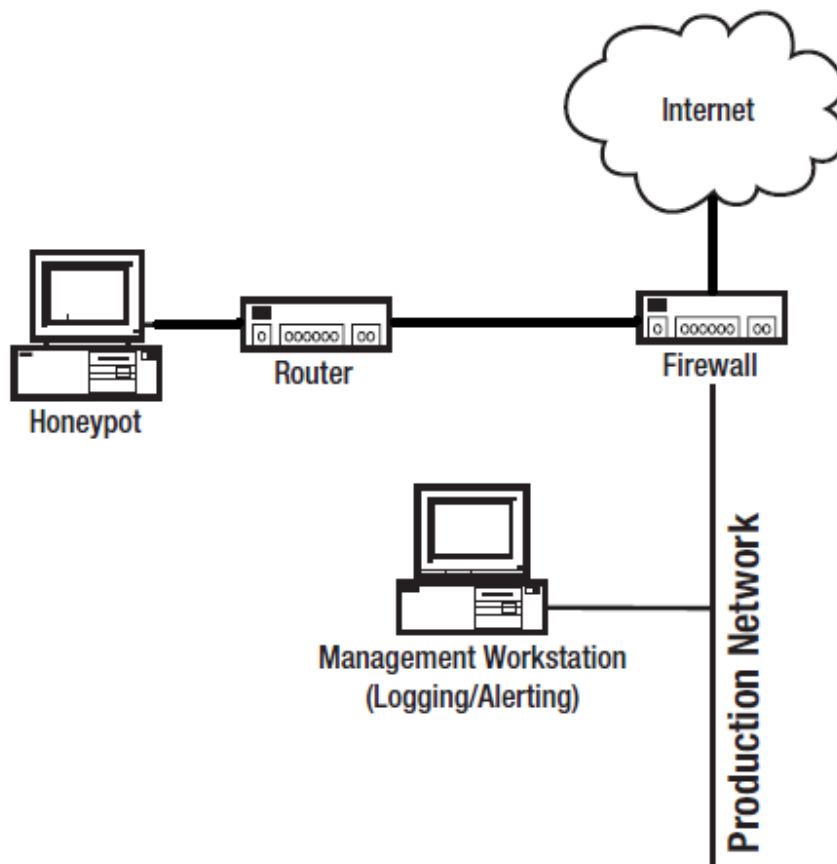 Internet
Router
Firewall
Honeypot
Management Workstation
(Logging/Alerting)
Production Network